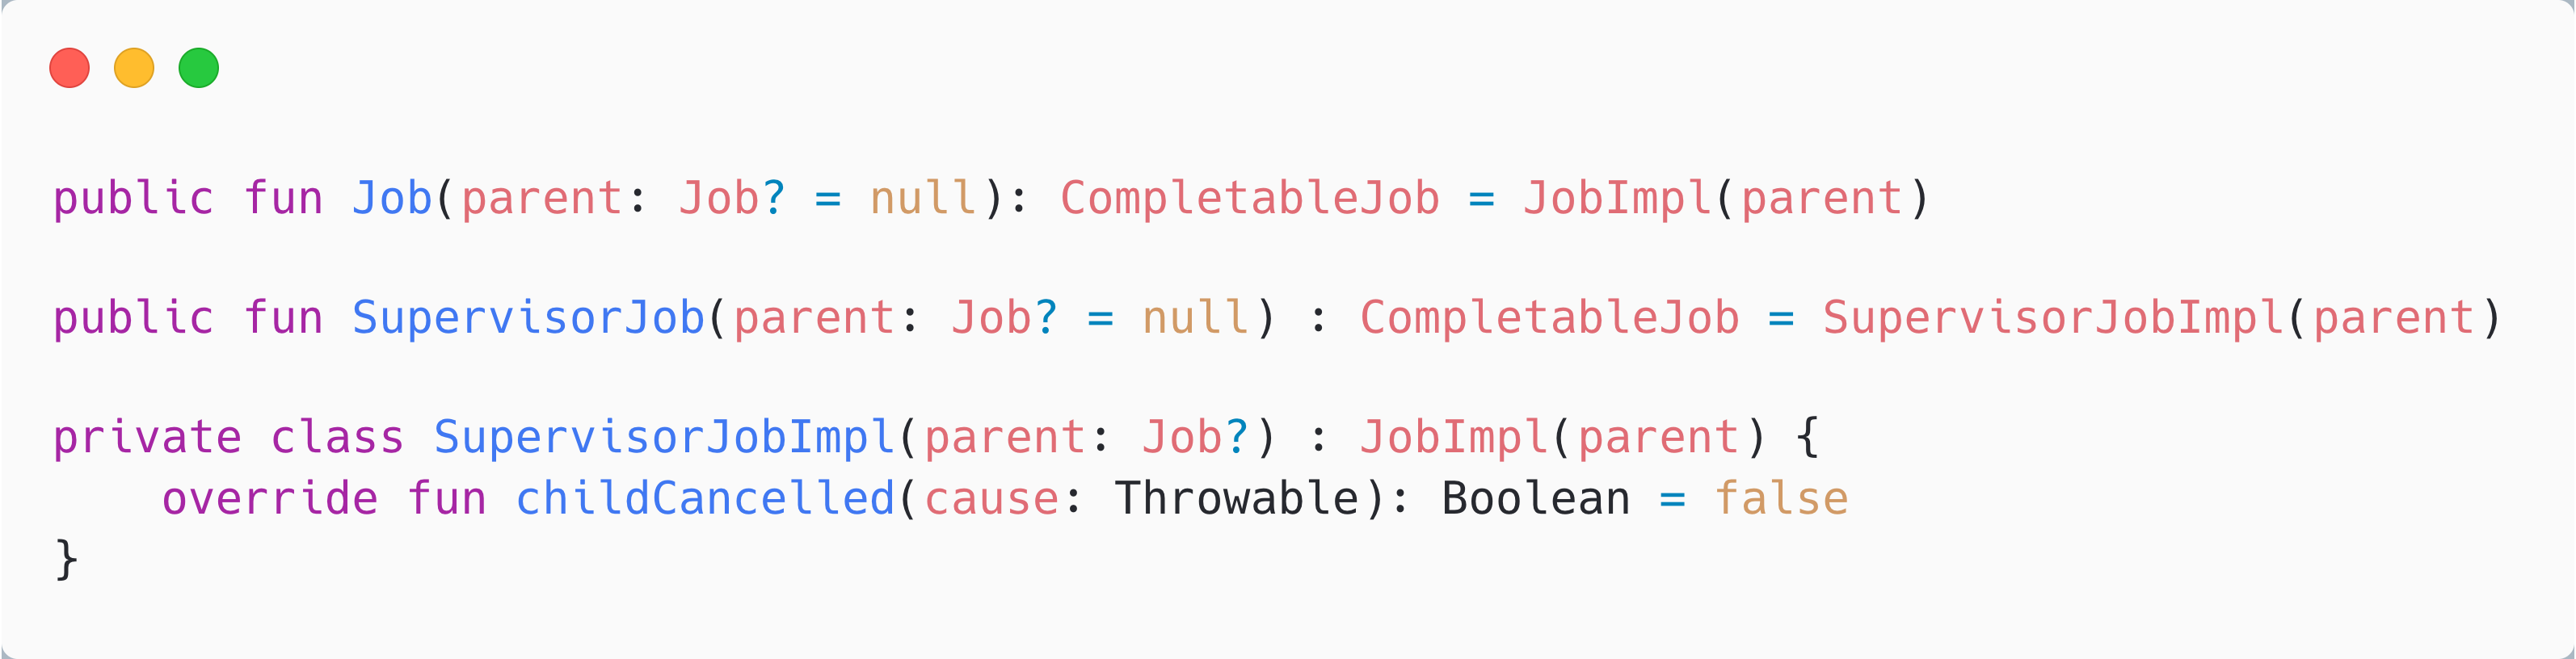 public fun Job(parent: Job? = null): CompletableJob = JobImpl(parent)
public fun SupervisorJob(parent: Job? = null) : CompletableJob = SupervisorJobImpl(parent)
private class SupervisorJobImpl(parent: Job?) : JobImpl(parent) {
    override fun childCancelled(cause: Throwable): Boolean = false
}